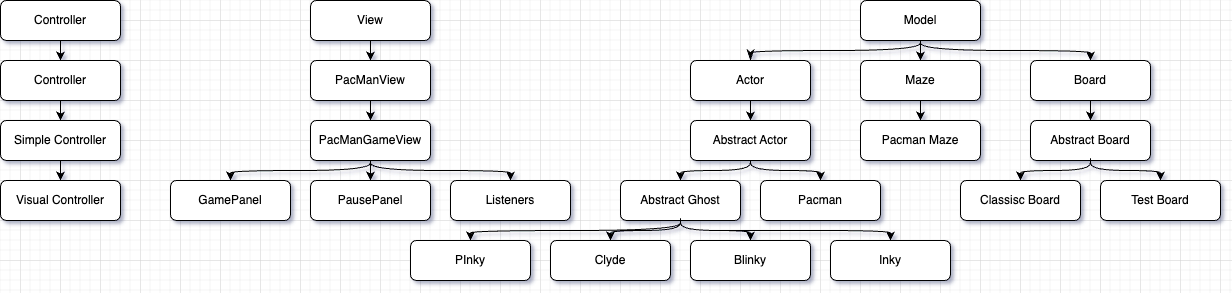 Controller
View
Model
Controller
PacManView
Actor
Maze
Board
Simple Controller
PacManGameView
Abstract Actor
Pacman Maze
Abstract Board
Visual Controller
GamePanel
PausePanel
Listeners
Abstract Ghost
Pacman
Classisc Board
Test Board
PInky
Clyde
Blinky
Inky